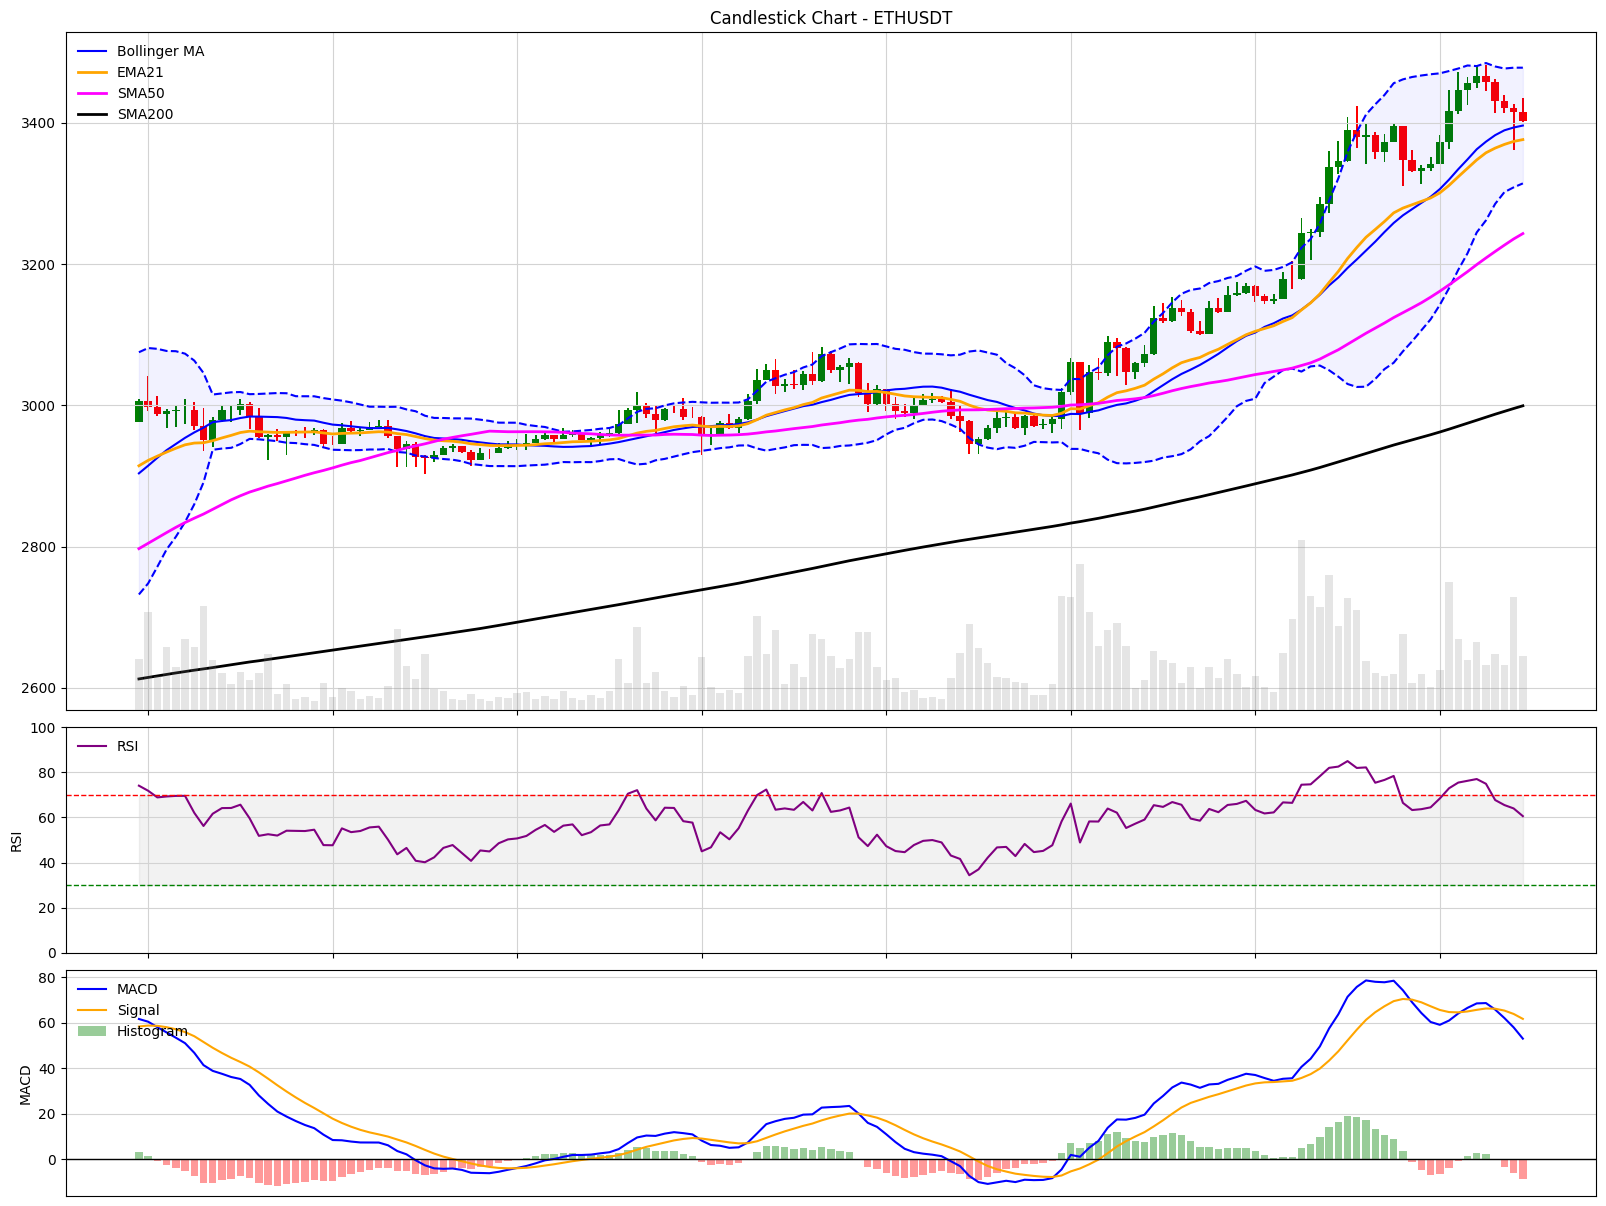 Candlestick Chart - ETHUSDT
Bollinger MA
EMA21
SMA50
SMA200
3400
3200
3000
2800
2600
100
80
60
40
20
0
RSI
RSI
80
60
40
20
0
MACD
MACD
Signal
Histogram